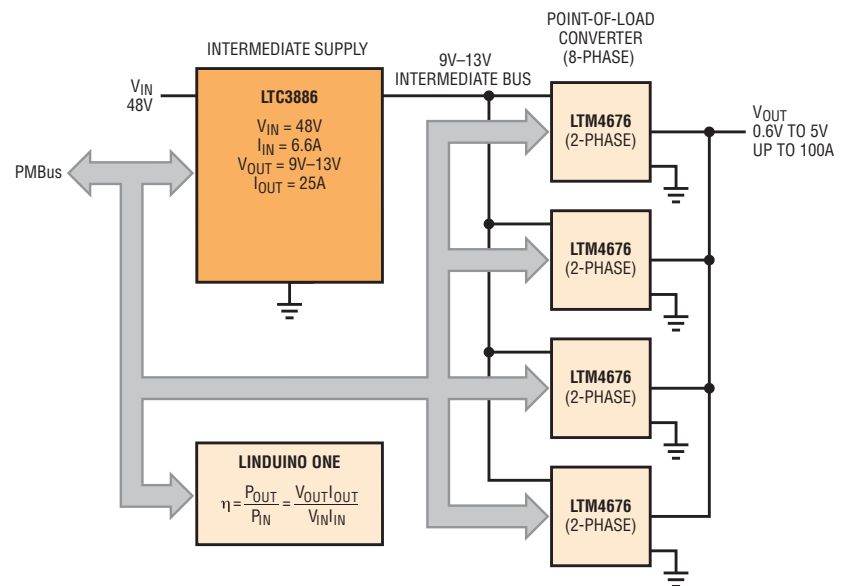 INTERMEDIATE SUPPLY
VIN
48V
LTC3886
VIN = 48V
IIN = 6.6A
VOUT = 9V–13V
IOUT = 25A
PMBus
9V–13V
INTERMEDIATE BUS
POINT-OF-LOAD
CONVERTER
(8-PHASE)
LTM4676
(2-PHASE)
VOUT
0.6V TO 5V
UP TO 100A
LTM4676
(2-PHASE)
LTM4676
(2-PHASE)
LTM4676
(2-PHASE)
LINDUINO ONE
η = POUT/PIN = VOUTIOUT/VINIIN